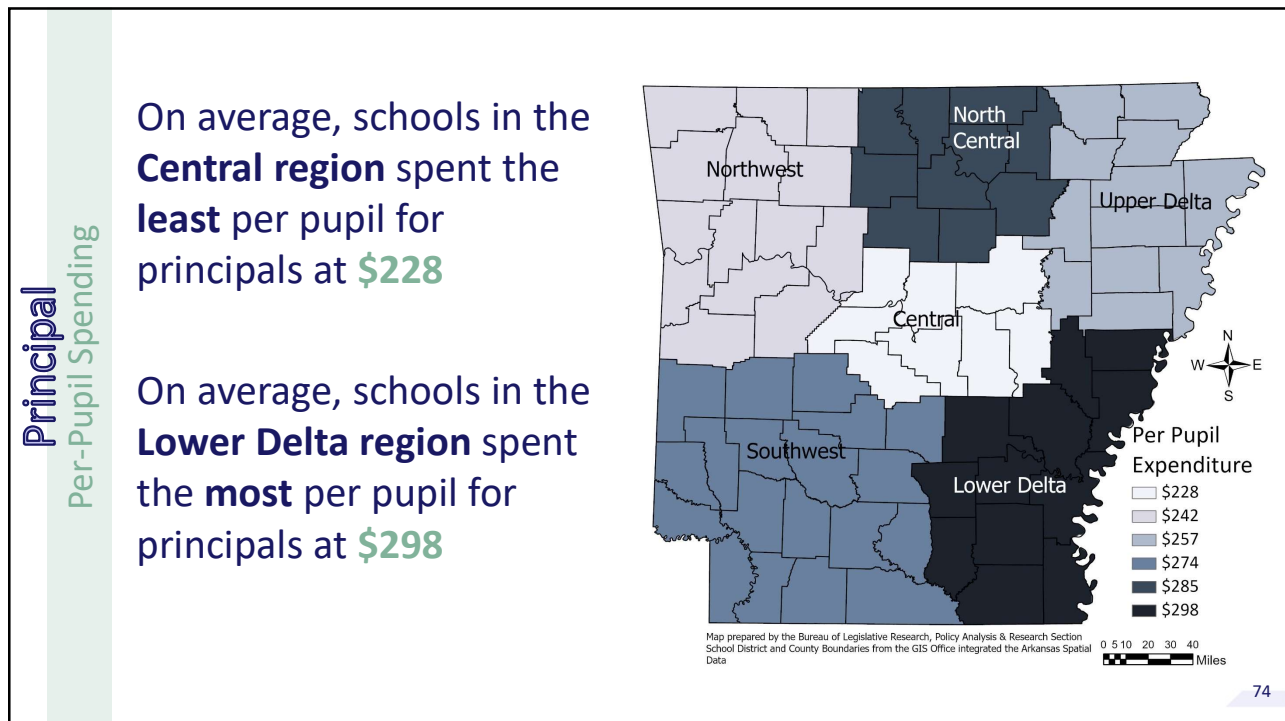 Principal
Per-Pupil Spending
On average, schools in the
Central region spent the
least per pupil for
principals at $228
On average, schools in the
Lower Delta region spent
the most per pupil for
principals at $298
North
Central
Northwest
Upper Delta
Central
Southwest
Lower Delta
N
W
E
S
Per Pupil
Expenditure
$228
$242
$257
$274
$285
$298
Map prepared by the Bureau of Legislative Research, Policy Analysis & Research Section
School District and County Boundaries from the GIS Office integrated the Arkansas Spatial
Data
0 5 10 20 30 40
Miles
74